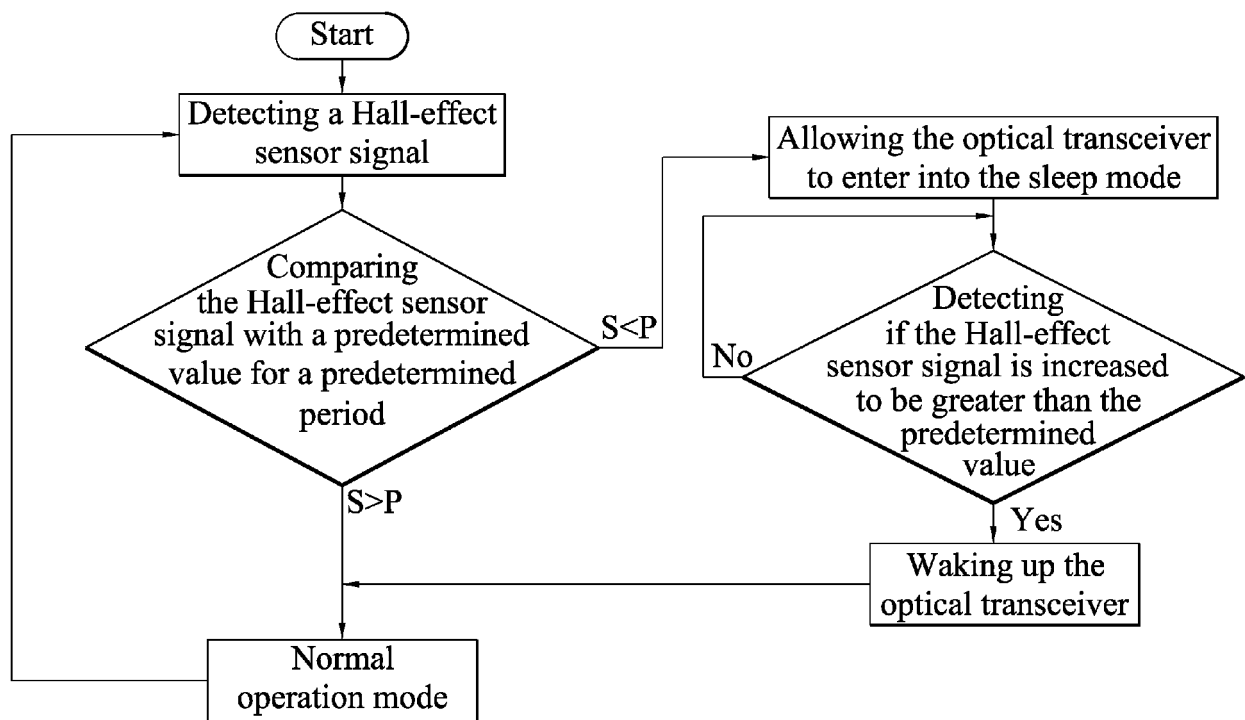 Start
Detecting a Hall-effect
sensor signal
Comparing
the Hall-effect sensor
signal with a predetermined
value for a predetermined
period
S<P
S>P
Normal
operation mode
Allowing the optical transceiver
to enter into the sleep mode
Detecting
if the Hall-effect
sensor signal is increased
to be greater than the
predetermined
value
No
Yes
Waking up the
optical transceiver